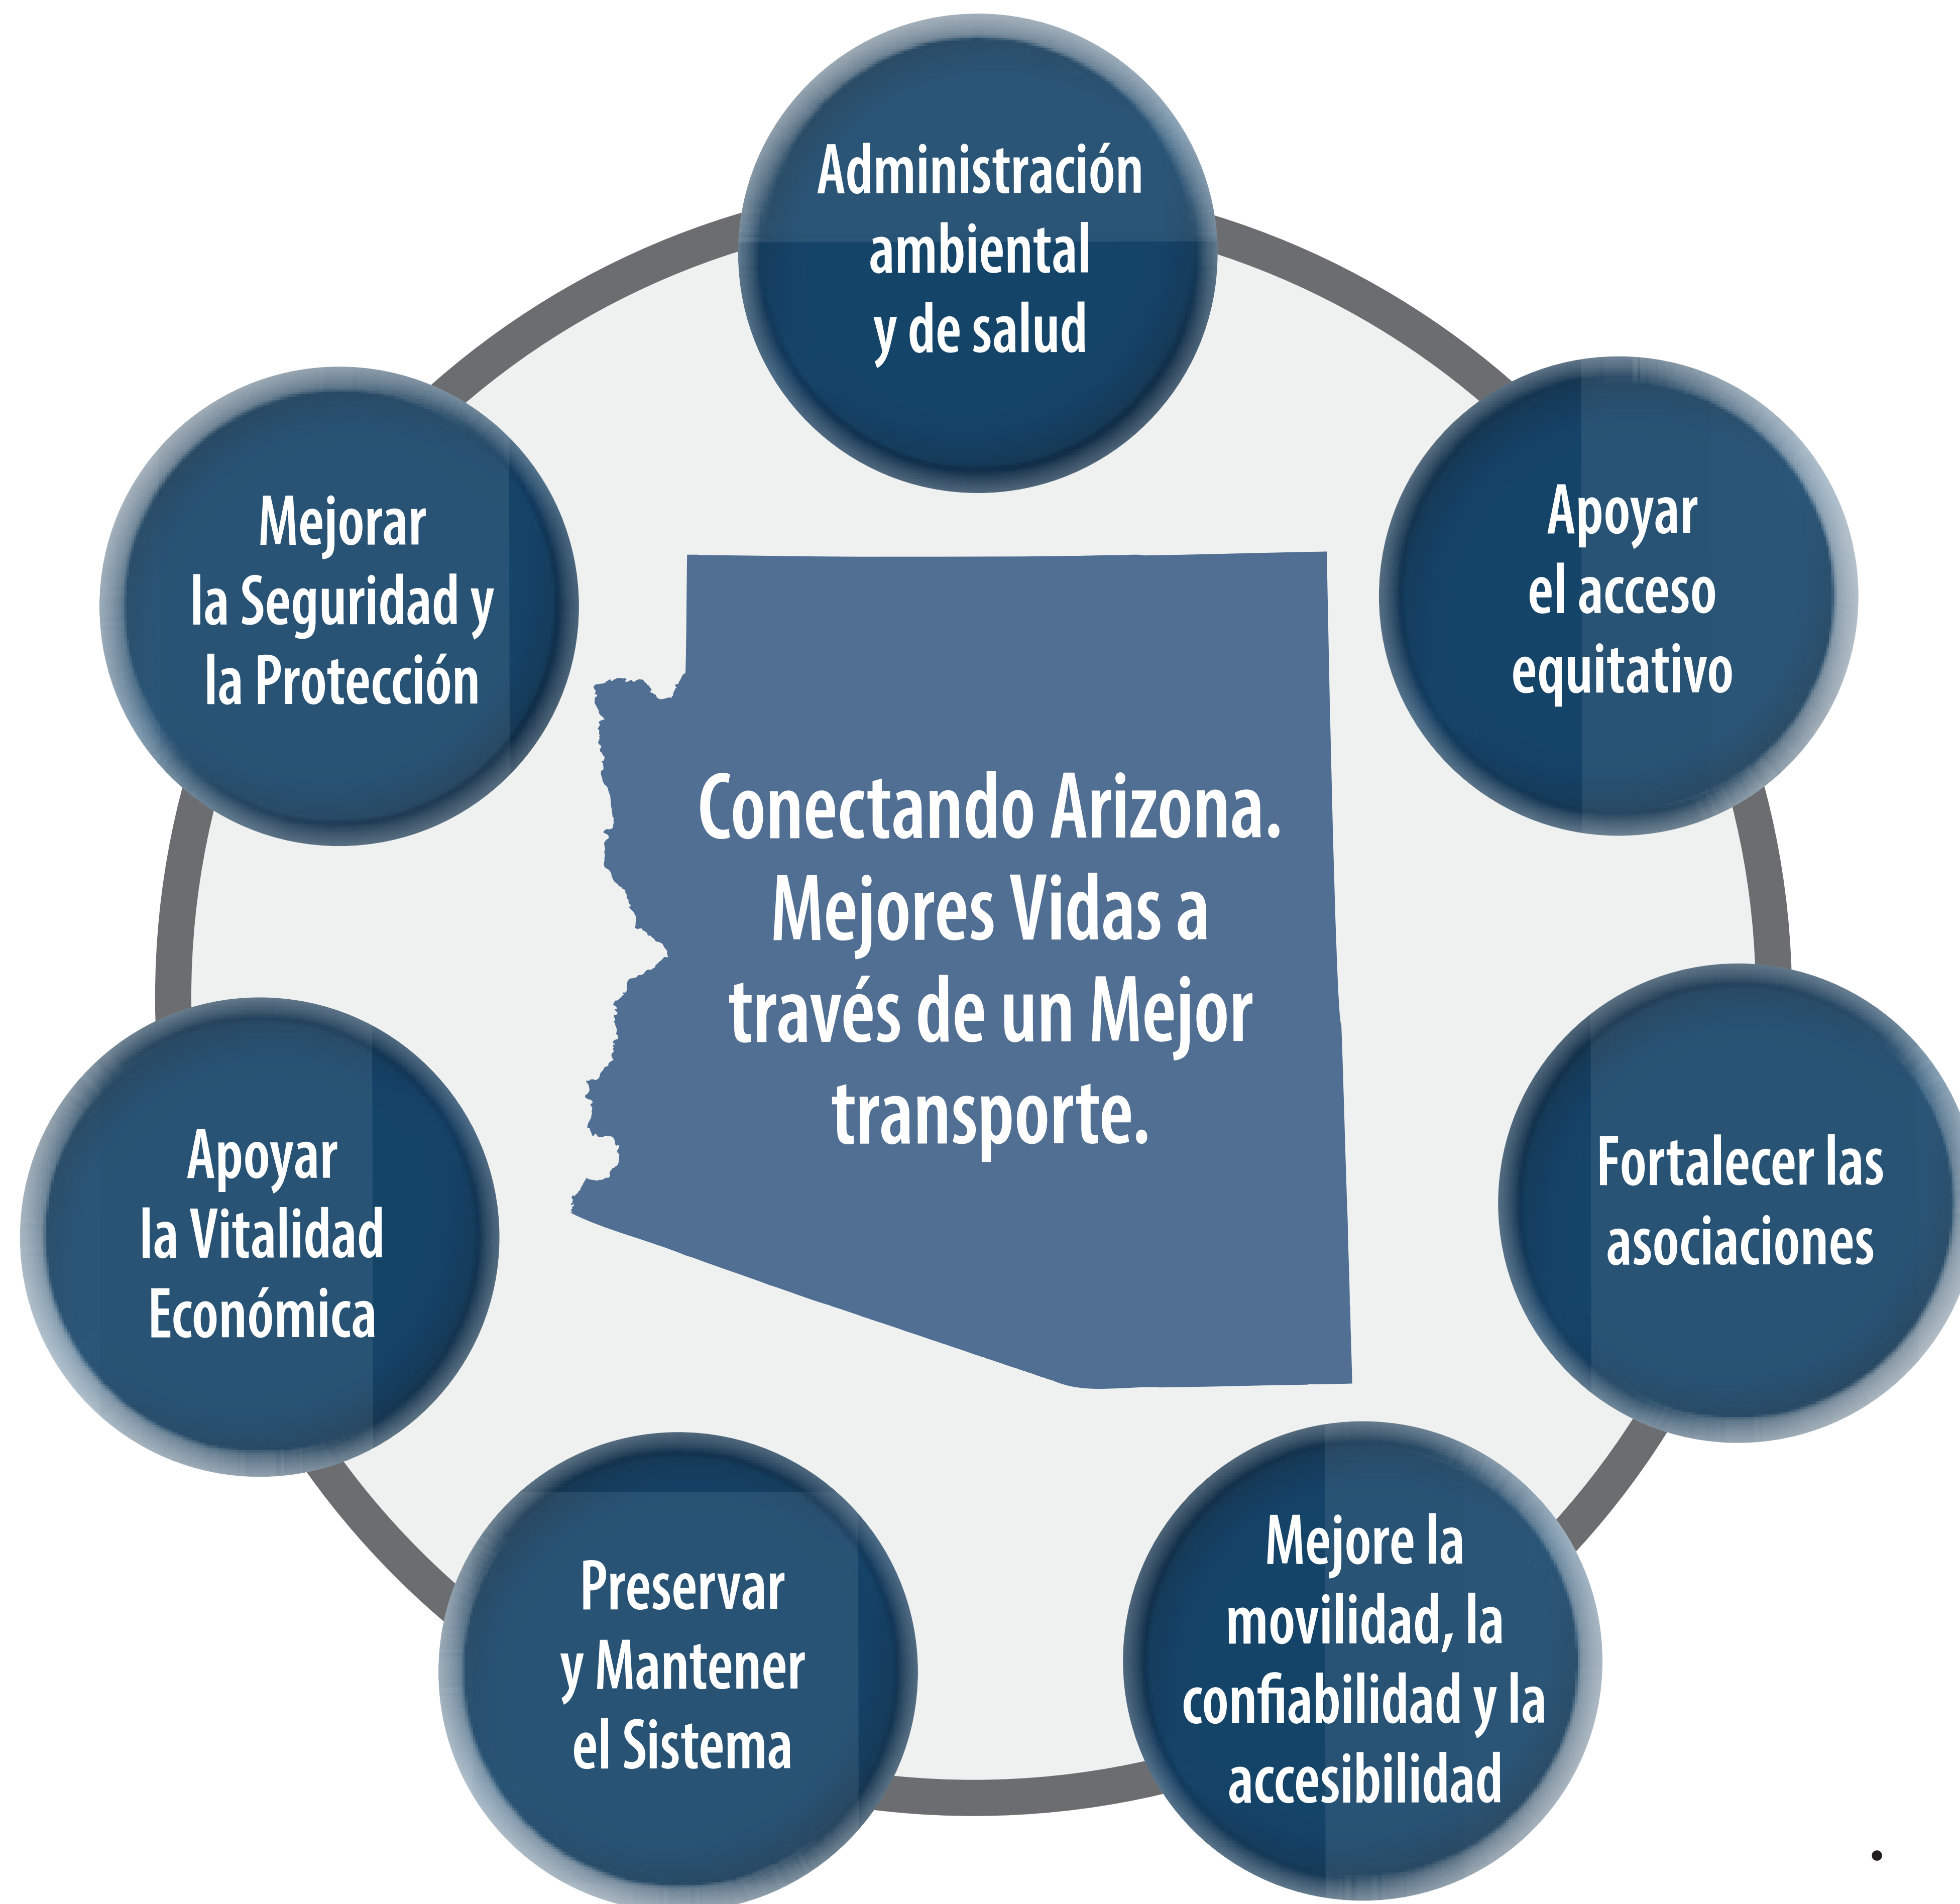 Administración
ambiental
y de salud
Apoyar
el acceso
equitativo
Fortalecer las
asociaciones
Mejore la
movilidad, la
confiabilidad y la
accesibilidad
Preservar
y Mantener
el Sistema
Apoyar
la Vitalidad
Económica
Mejorar
la Seguridad y
la Protección
Conectando Arizona.
Mejores Vidas a
través de un Mejor
transporte.
.